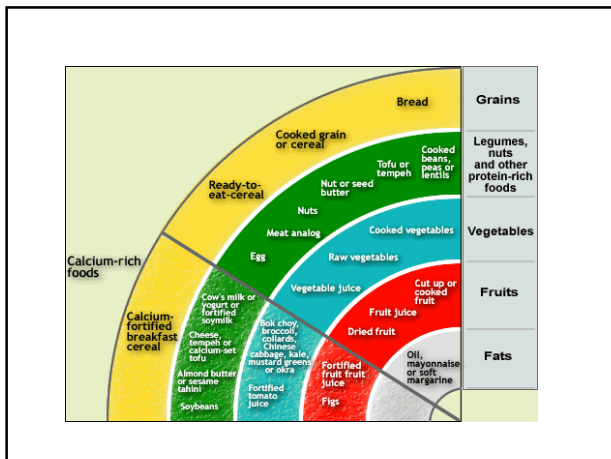 Bread
Cooked grain
or cereal
Ready-to-
eat-cereal
Grains
Cooked
beans,
peas or
lentils
Tofu or
tempeh
Nut or seed
butter
Nuts
Meat analog
Egg
Legumes,
nuts
and other
protein-rich
foods
Cooked vegetables
Raw vegetables
Vegetable juice
Vegetables
Cut up or
cooked
fruit
Fruit juice
Dried fruit
Fruits
Oil,
mayonnaise
or soft
margarine
Fats
Calcium-rich
foods
Calcium-
fortified
breakfast
cereal
Cow's milk or
yogurt or
fortified
soymilk
Cheese,
tempeh or
calcium-set
tofu
Almond butter
or sesame
tahini
Soybeans
Bok choy,
broccoli,
collards,
Chinese
cabbage, kale,
mustard greens
or okra
Fortified
tomato
juice
Fortified
fruit fruit
juice
Figs